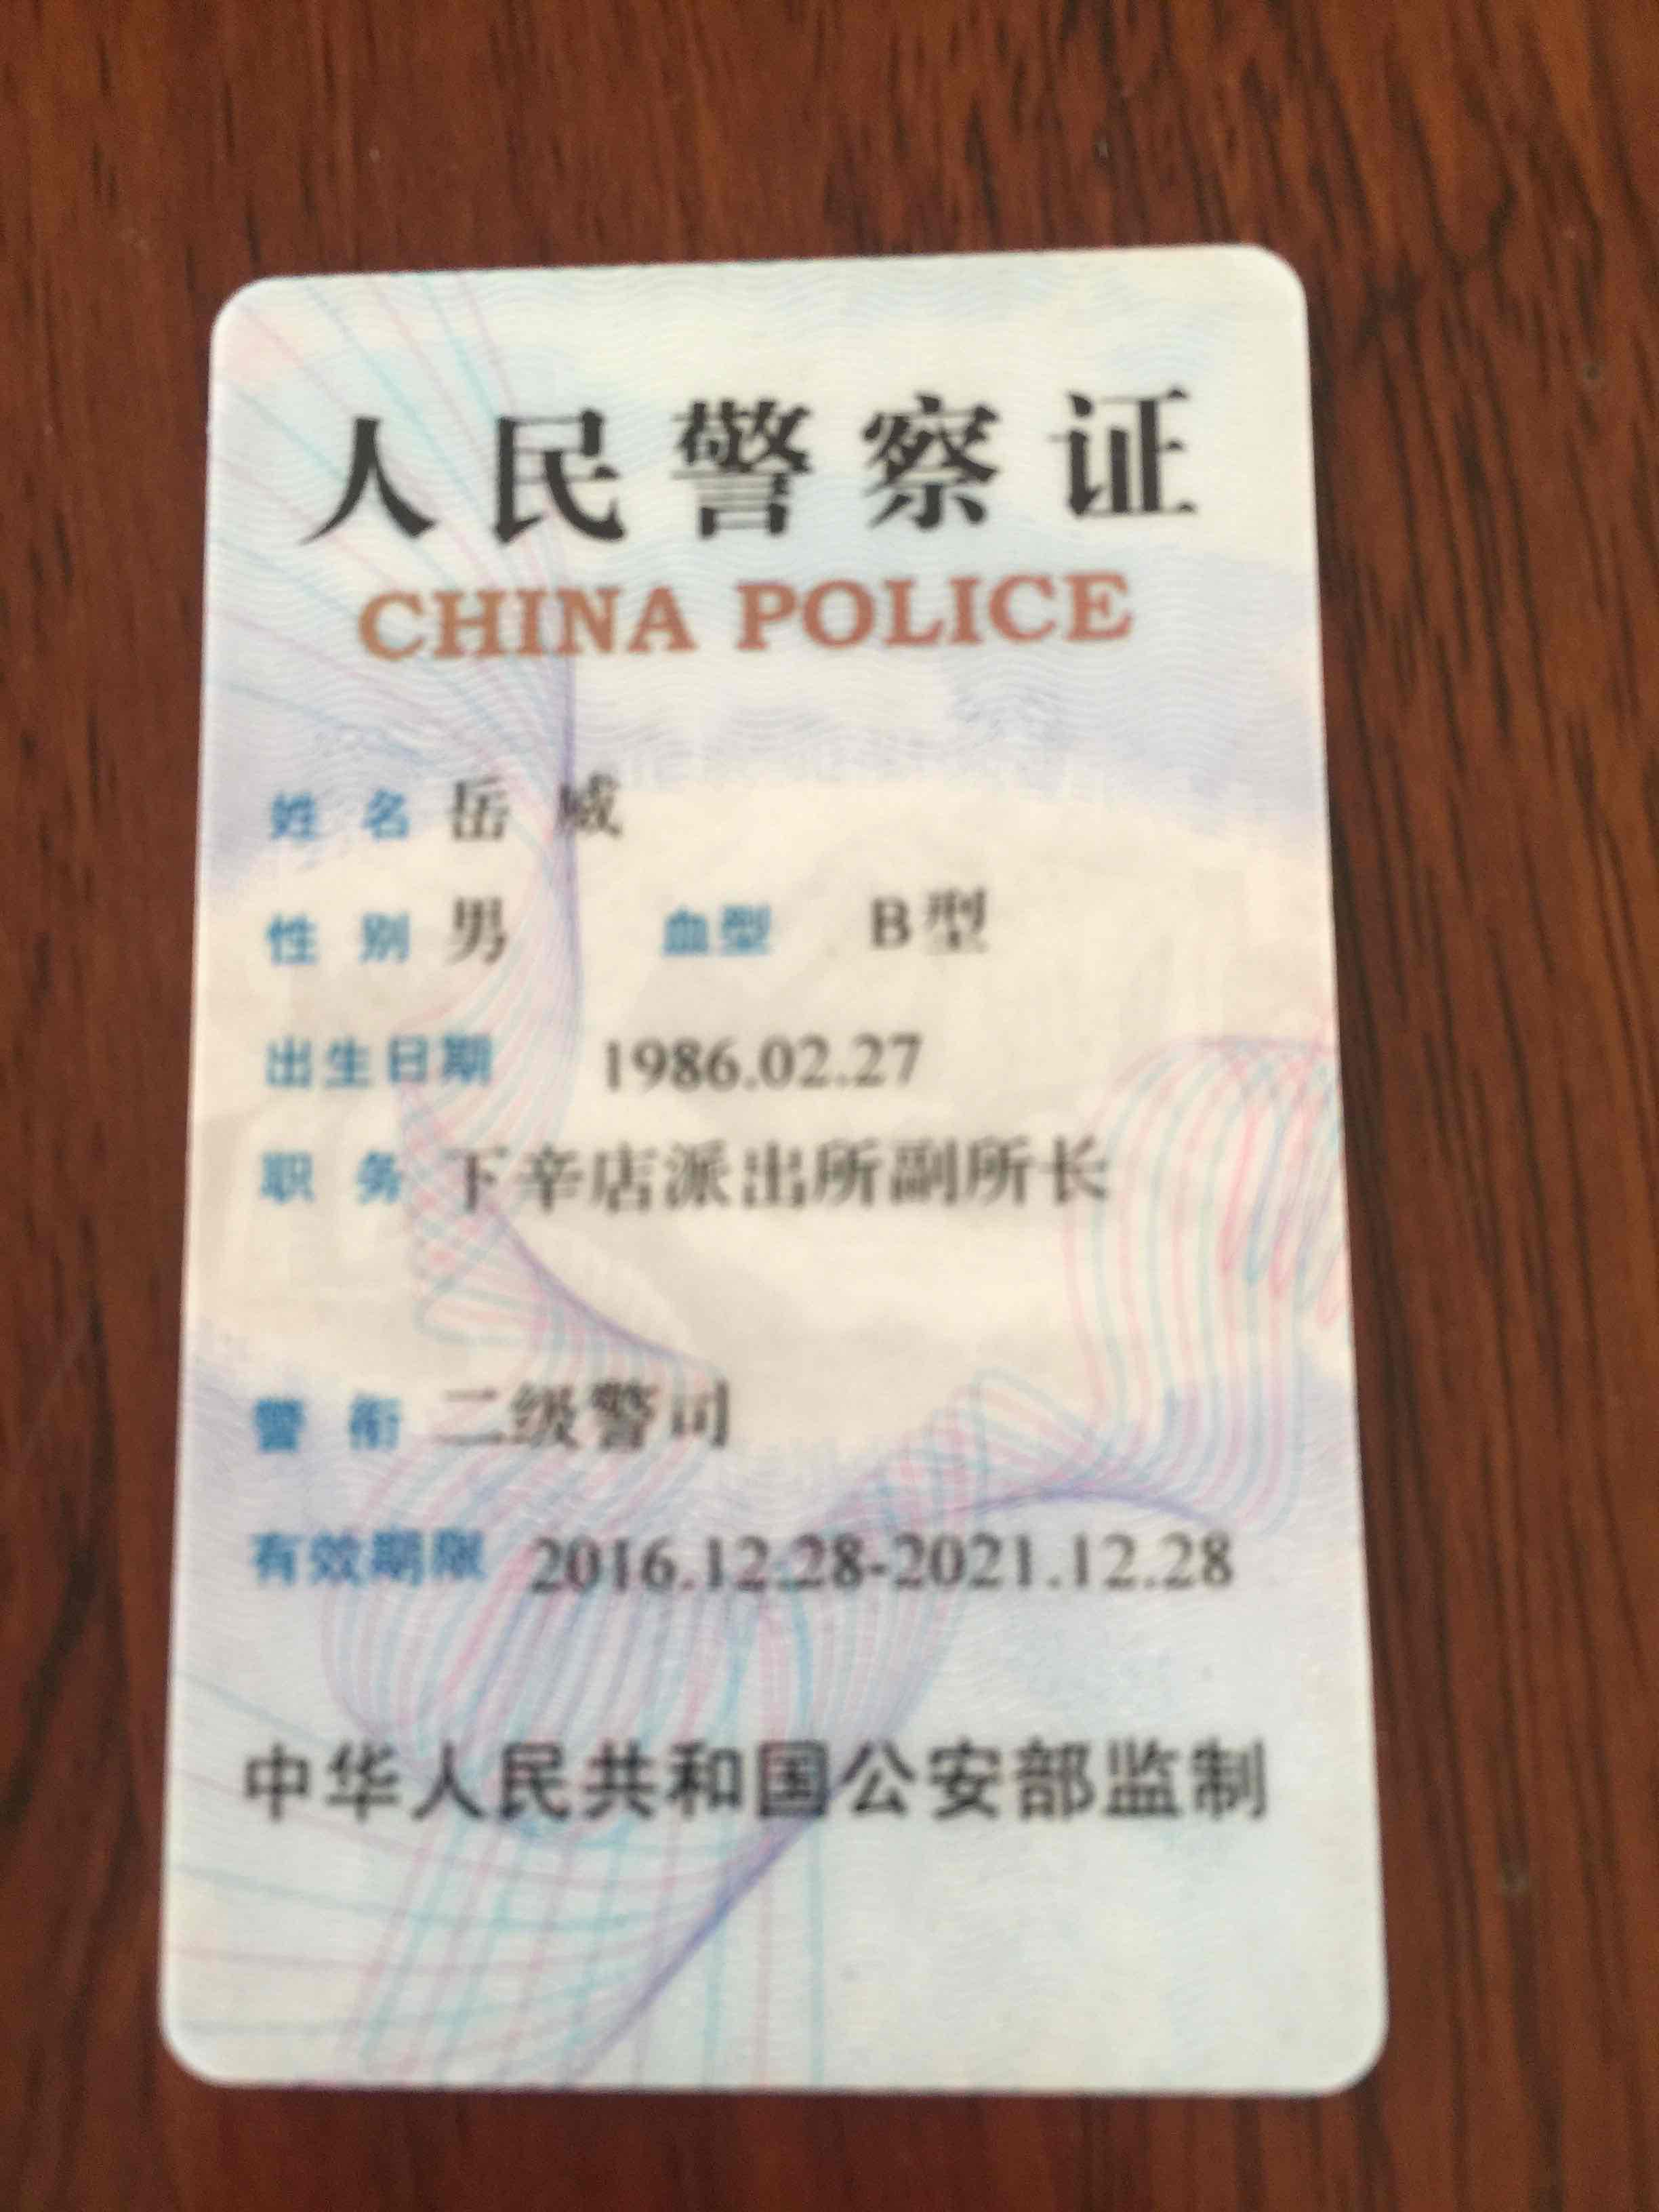 人民警察证
CHINA POLICE
姓名 岳威
性别 男 血型 B型
出生日期 1986.02.27
职务 下辛店派出所副所长
警衔 二级警司
有效期限 2016.12.28-2021.12.28
中华人民共和国公安部监制